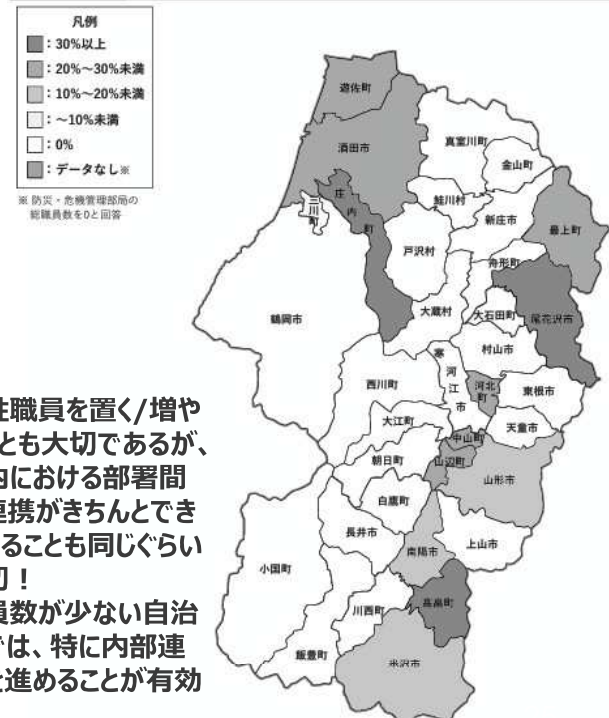 凡例
：30%以上
：20%～30%未満
：10%～20%未満
：～10%未満
：0%
：データなし※
※ 防災・危機管理部局の
総職員数を0と回答
遊佐町
酒田市
真室川町
金山町
庄内町
三川町
鮭川村
新庄市
最上町
戸沢村
舟形町
鶴岡市
大蔵村
大石田町
尾花沢市
村山市
西川町
寒河江市
河北町
東根市
大江町
中山町
天童市
朝日町
山辺町
山形市
白鷹町
長井市
南陽市
上山市
小国町
川西町
高畠町
飯豊町
米沢市
性職員を置く/増や
とも大切であるが、
内における部署間
連携がきちんとでき
ることも同じぐらい
切！
員数が少ない自治
では、特に内部連
を進めることが有効